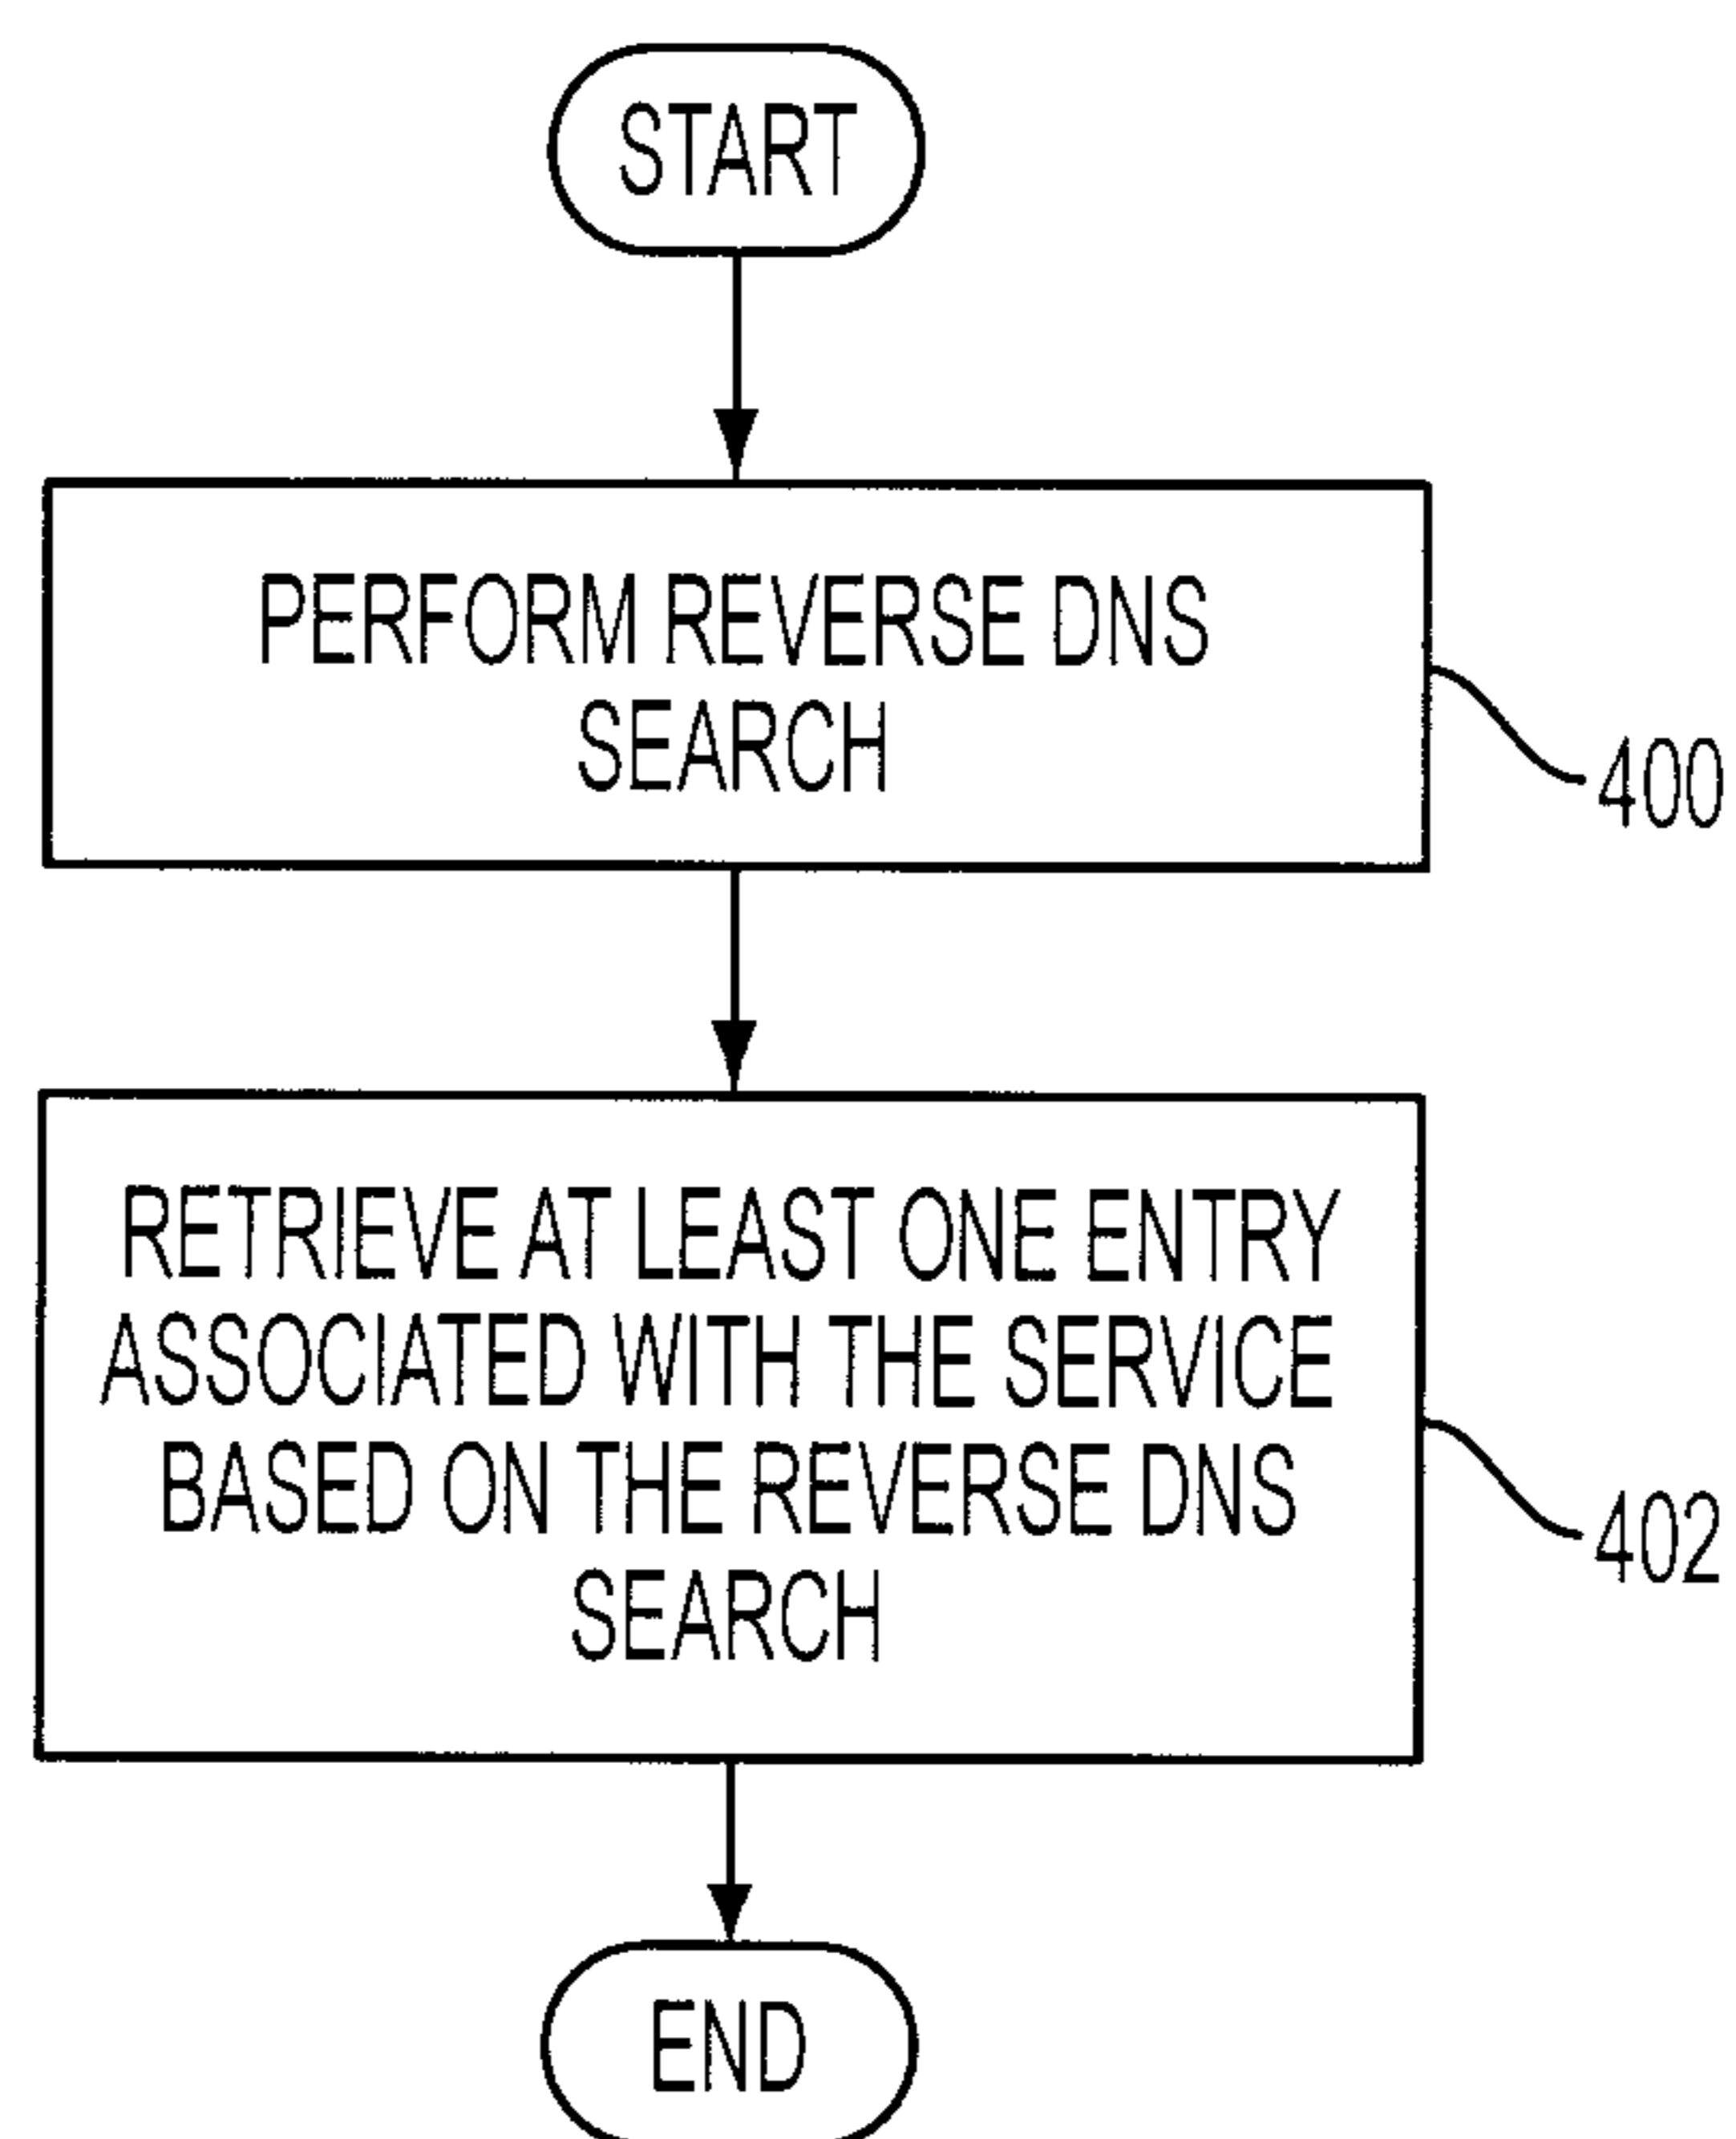 START
PERFORM REVERSE DNS
SEARCH
400
RETRIEVE AT LEAST ONE ENTRY
ASSOCIATED WITH THE SERVICE
BASED ON THE REVERSE DNS
SEARCH
402
END